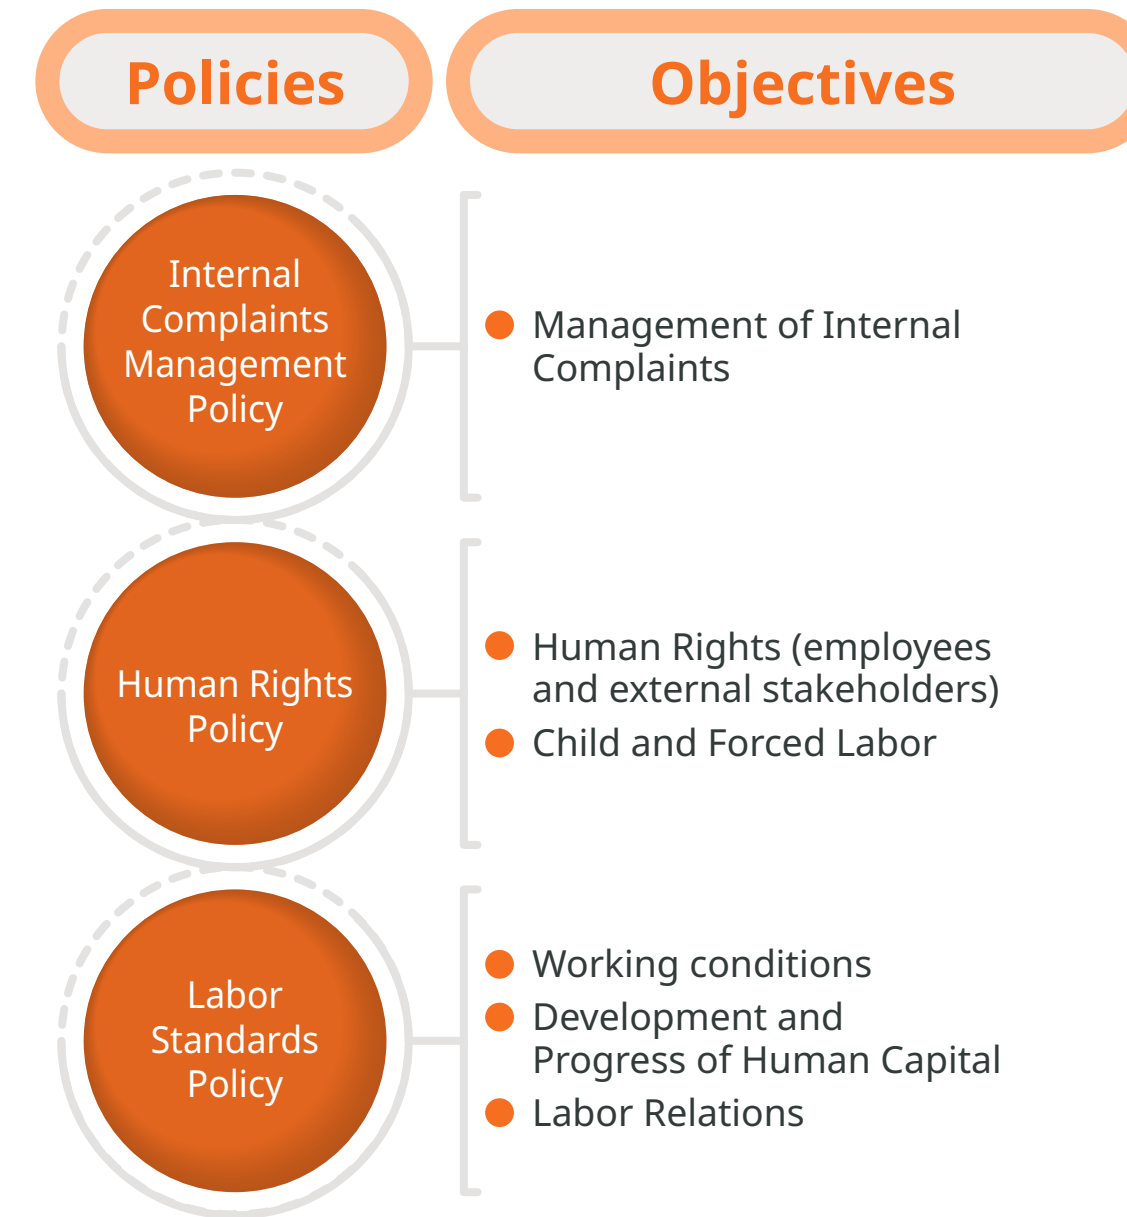 Policies
Objectives
Internal
Complaints
Management
Policy
Management of Internal
Complaints
Human Rights
Policy
Human Rights (employees
and external stakeholders)
Child and Forced Labor
Labor
Standards
Policy
Working conditions
Development and
Progress of Human Capital
Labor Relations